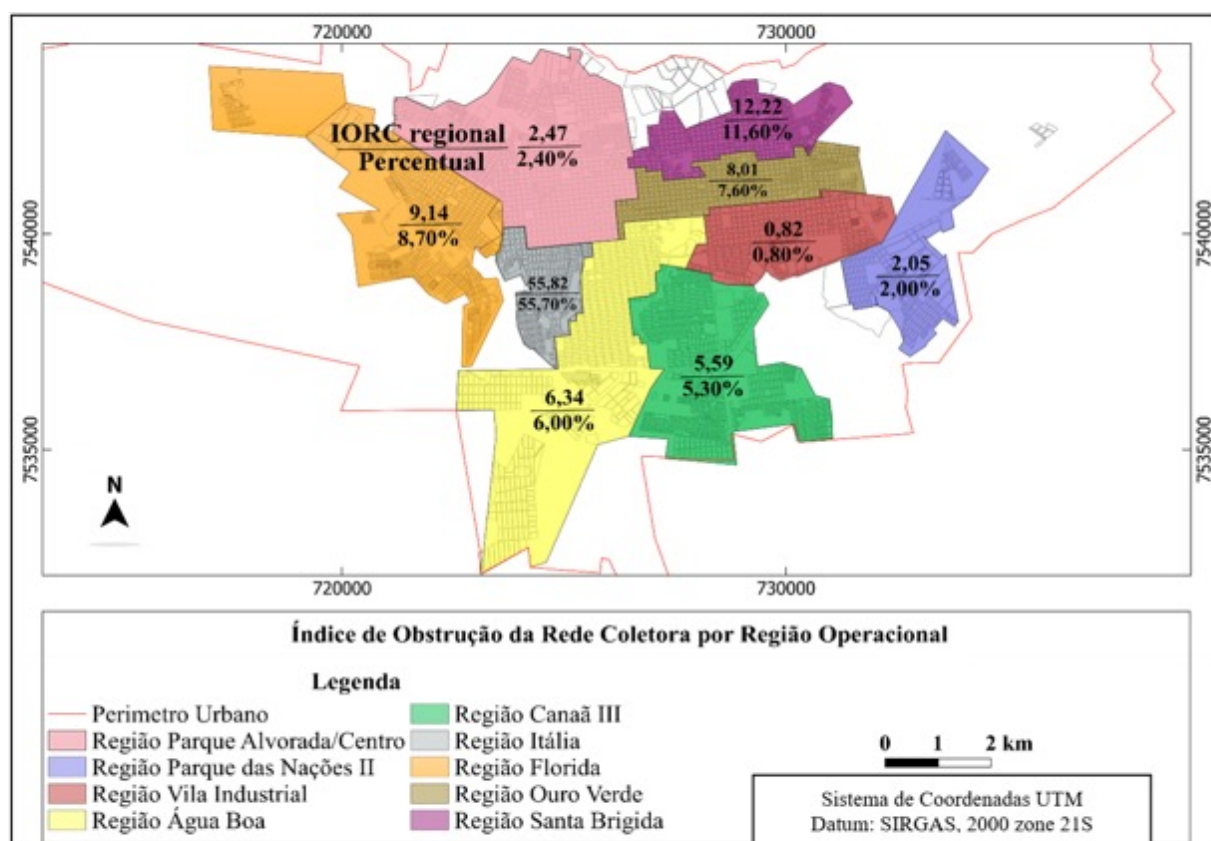 720000
730000
7540000
7540000
7535000
7535000
IORC regional
Percentual
2,47
2,40%
12,22
11,60%
8,01
7,60%
9,14
8,70%
0,82
0,80%
2,05
2,00%
55,82
55,70%
5,59
5,30%
6,34
6,00%
N
720000
730000
Índice de Obstrução da Rede Coletora por Região Operacional
Legenda
Perimetro Urbano
Região Parque Alvorada/Centro
Região Parque das Nações II
Região Vila Industrial
Região Água Boa
Região Canaã III
Região Itália
Região Florida
Região Ouro Verde
Região Santa Brigida
0 1 2 km
Sistema de Coordenadas UTM
Datum: SIRGAS, 2000 zone 21S